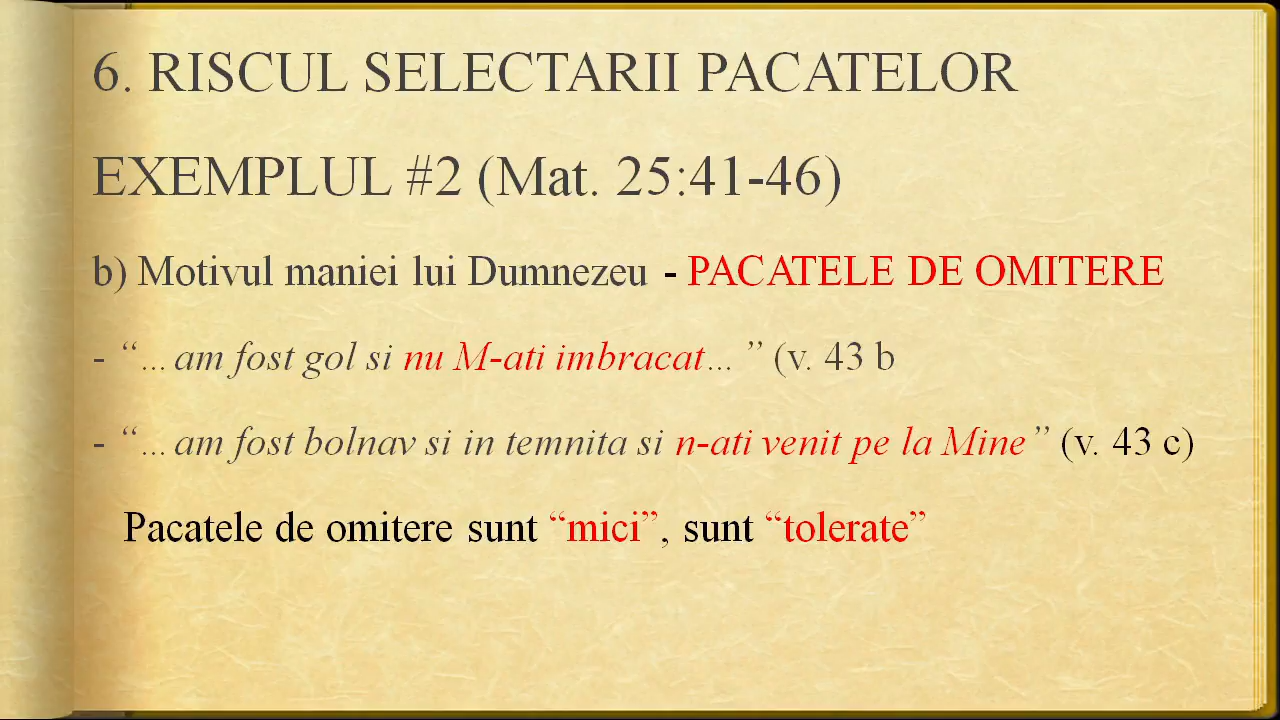 6. RISCUL SELECTARII PACATELOR
EXEMPLUL #2 (Mat. 25:41-46)
b) Motivul maniei lui Dumnezeu - PACATELE DE OMITERE
- “... am fost gol si nu M-ati imbracat... ” (v. 43 b
- “... am fost bolnav si in temnita si n-ati venit pe la Mine” (v. 43 c)
Pacatele de omitere sunt “mici”, sunt “tolerate”